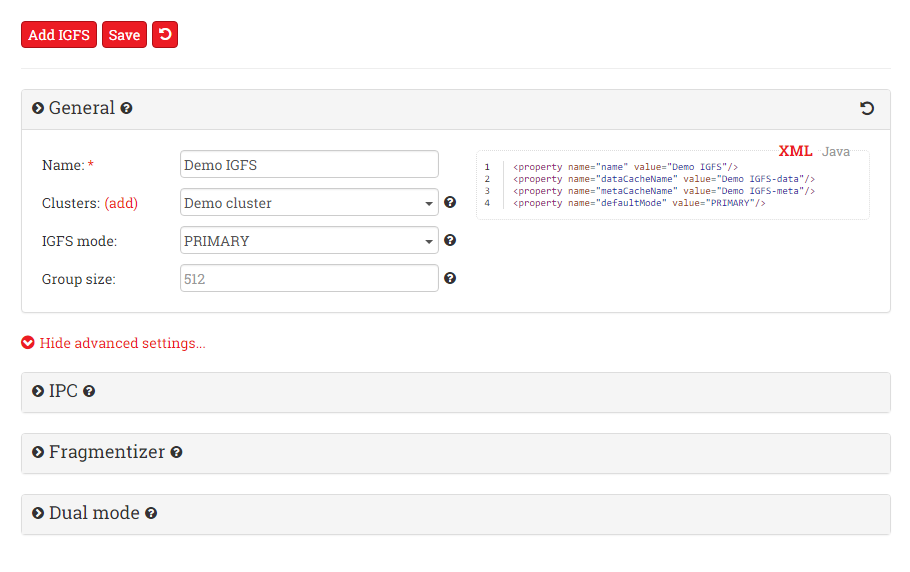 Add IGFS Save
General
Name: * Demo IGFS
Clusters: (add) Demo cluster
IGFS mode: PRIMARY
Group size: 512
XML Java
1 <property name="name" value="Demo IGFS"/>
2 <property name="dataCacheName" value="Demo IGFS-data"/>
3 <property name="metaCacheName" value="Demo IGFS-meta"/>
4 <property name="defaultMode" value="PRIMARY"/>
Hide advanced settings...
IPC
Fragmentizer
Dual mode